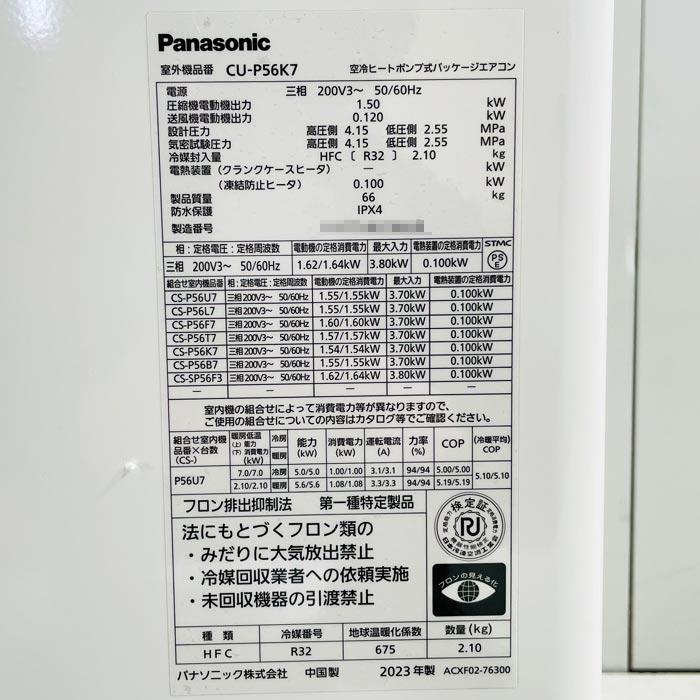 Panasonic
室外機品番 CU-P56K7 空冷ヒートポンプ式パッケージエアコン
電源 三相 200V3～ 50/60Hz
圧縮機電動機出力 1.50 kW
送風機電動機出力 0.120 kW
設計圧力 高圧側 4.15 低圧側 2.55 MPa
気密試験圧力 高圧側 4.15 低圧側 2.55 MPa
冷媒封入量 HFC 〔 R32 〕 2.10 kg
電熱装置（クランクケースヒータ） ― kW
（凍結防止ヒータ） 0.100 kW
製品質量 66 kg
防水保護 IPX4
製造番号
相：定格電圧：定格周波数 電動機の定格消費電力 最大入力 電熱装置の定格消費電力 STMC
三相 200V3～ 50/60Hz 1.62/1.64kW 3.80kW 0.100kW PSE
組合せ室内機品番 相：定格電圧：定格周波数 電動機の定格消費電力 最大入力 電熱装置の定格消費電力
CS-P56U7 三相200V3～ 50/60Hz 1.55/1.55kW 3.70kW 0.100kW
CS-P56L7 三相200V3～ 50/60Hz 1.55/1.55kW 3.70kW 0.100kW
CS-P56F7 三相200V3～ 50/60Hz 1.60/1.60kW 3.70kW 0.100kW
CS-P56T7 三相200V3～ 50/60Hz 1.57/1.57kW 3.70kW 0.100kW
CS-P56K7 三相200V3～ 50/60Hz 1.54/1.54kW 3.70kW 0.100kW
CS-P56B7 三相200V3～ 50/60Hz 1.55/1.55kW 3.70kW 0.100kW
CS-SP56F3 三相200V3～ 50/60Hz 1.62/1.64kW 3.80kW 0.100kW
― ― ― ― ―
室内機の組合せによって消費電力等が異なりますので、
ご使用の組合せについての内容はカタログ等でご確認ください。
組合せ室内機品番×台数(CS-) 暖房低温(上)能力(下)消費電力(kW) 冷房 暖房 能力(kW) 消費電力(kW) 運転電流(A) 力率(%) COP (冷暖平均)COP
P56U7 7.0/7.0 冷房 5.0/5.0 1.00/1.00 3.1/3.1 94/94 5.00/5.00 5.10/5.10
2.10/2.10 暖房 5.6/5.6 1.08/1.08 3.3/3.3 94/94 5.19/5.19
フロン排出抑制法 第一種特定製品
法にもとづくフロン類の
・みだりに大気放出禁止
・冷媒回収業者への依頼実施
・未回収機器の引渡禁止
検定証
定格能力
暖房性能検定
日本冷凍空調工業会
フロンの見える化
種 類 冷媒番号 地球温暖化係数 数量(kg)
HFC R32 675 2.10
パナソニック株式会社 中国製 2023年製 ACXF02-76300